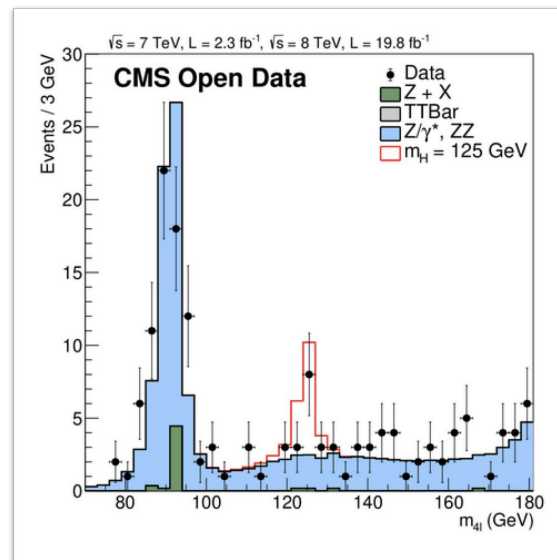 √s = 7 TeV, L = 2.3 fb⁻¹, √s = 8 TeV, L = 19.8 fb⁻¹
CMS Open Data
Data
Z + X
TTBar
Z/γ*, ZZ
m_H = 125 GeV
Events / 3 GeV
30
25
20
15
10
5
0
80 100 120 140 160 180
m_4l (GeV)